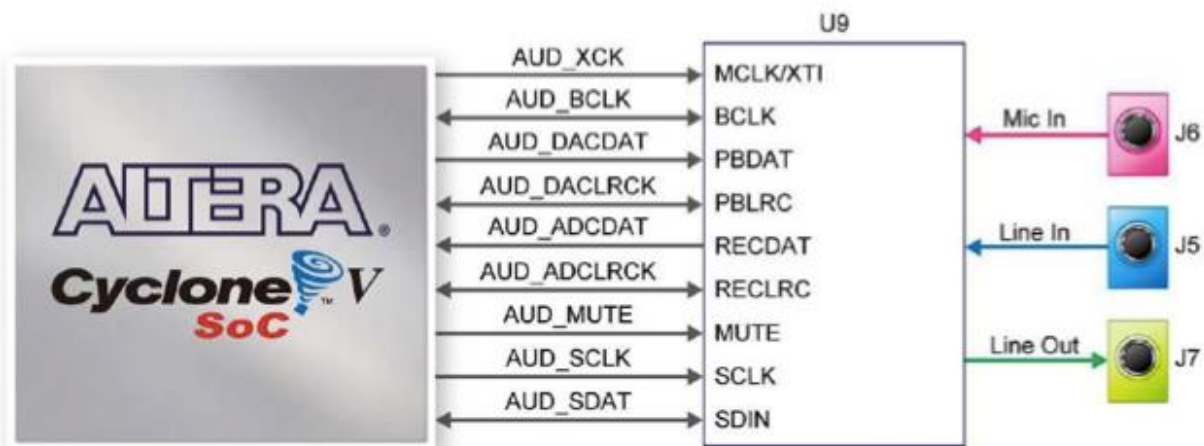 U9
AUD_XCK MCLK/XTI
AUD_BCLK BCLK
AUD_DACDAT PBDAT
AUD_DACLRCK PBLRC
AUD_ADCDAT RECDAT
AUD_ADCLRCK RECLRC
AUD_MUTE MUTE
AUD_SCLK SCLK
AUD_SDAT SDIN
ALTERA®
Cyclone™ V
SoC
Mic In J6
Line In J5
Line Out J7